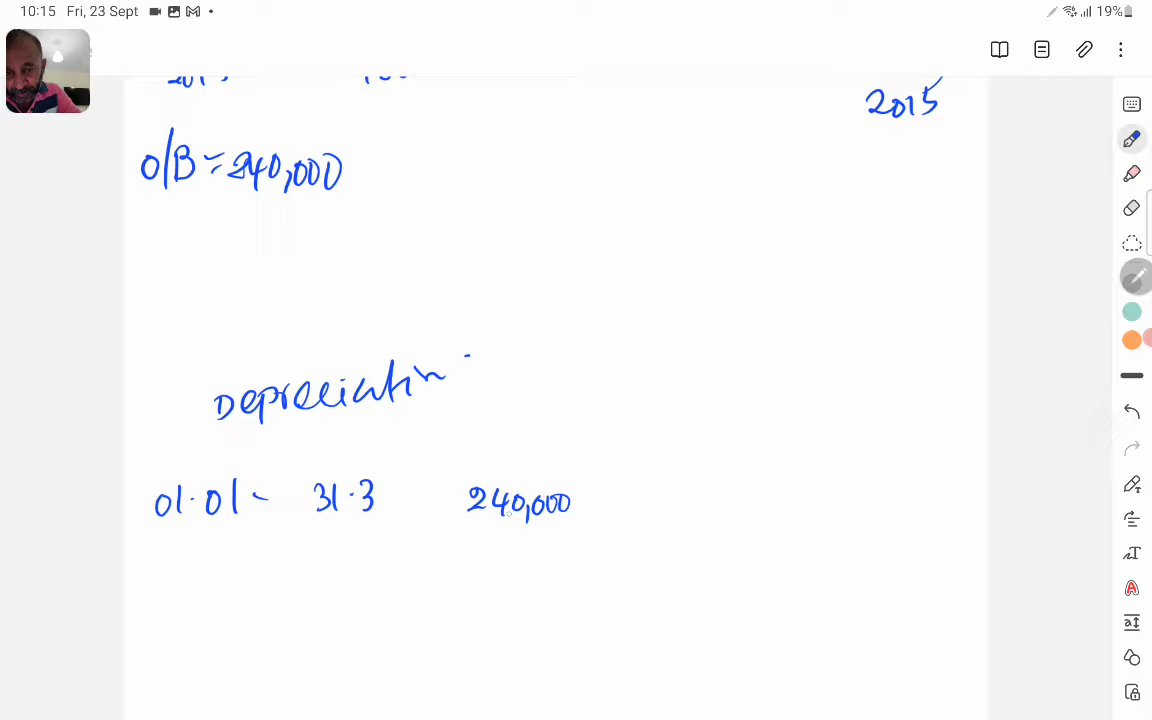 10:15 Fri, 23 Sept
19%
2015
O/B = 240,000
Depreciation
01.01 - 31.3 240,000